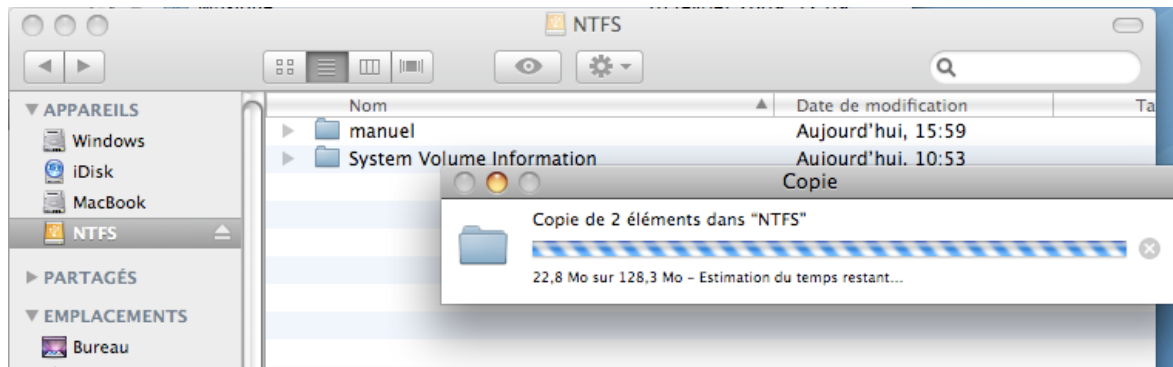 NTFS
APPAREILS
Windows
iDisk
MacBook
NTFS
PARTAGÉS
EMPLACEMENTS
Bureau
Nom Date de modification Ta
manuel Aujourd'hui, 15:59
System Volume Information Aujourd'hui, 10:53
Copie
Copie de 2 éléments dans “NTFS”
22,8 Mo sur 128,3 Mo – Estimation du temps restant...